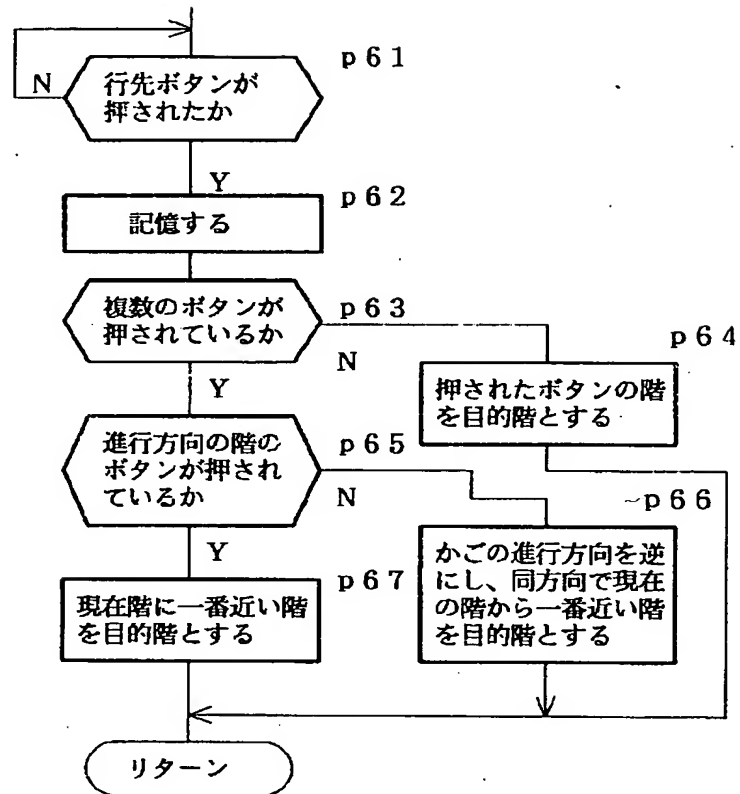 p61
N
行先ボタンが
押されたか
Y
p62
記憶する
複数のボタンが
押されているか
p63
N
p64
押されたボタンの階
を目的階とする
Y
進行方向の階の
ボタンが押され
ているか
p65
N
~p66
かごの進行方向を逆
にし、同方向で現在
の階から一番近い階
を目的階とする
Y
p67
現在階に一番近い階
を目的階とする
リターン